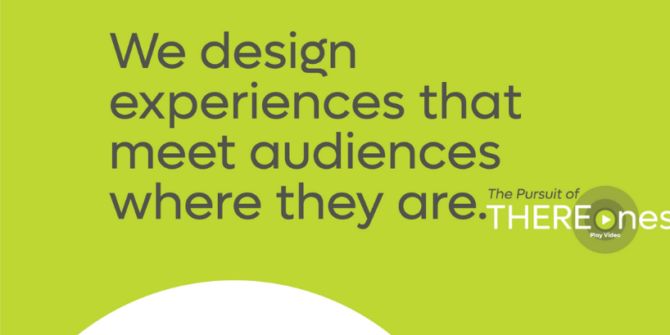 We design
experiences that
meet audiences
where they are.
The Pursuit of
THEREOnes
Play Video